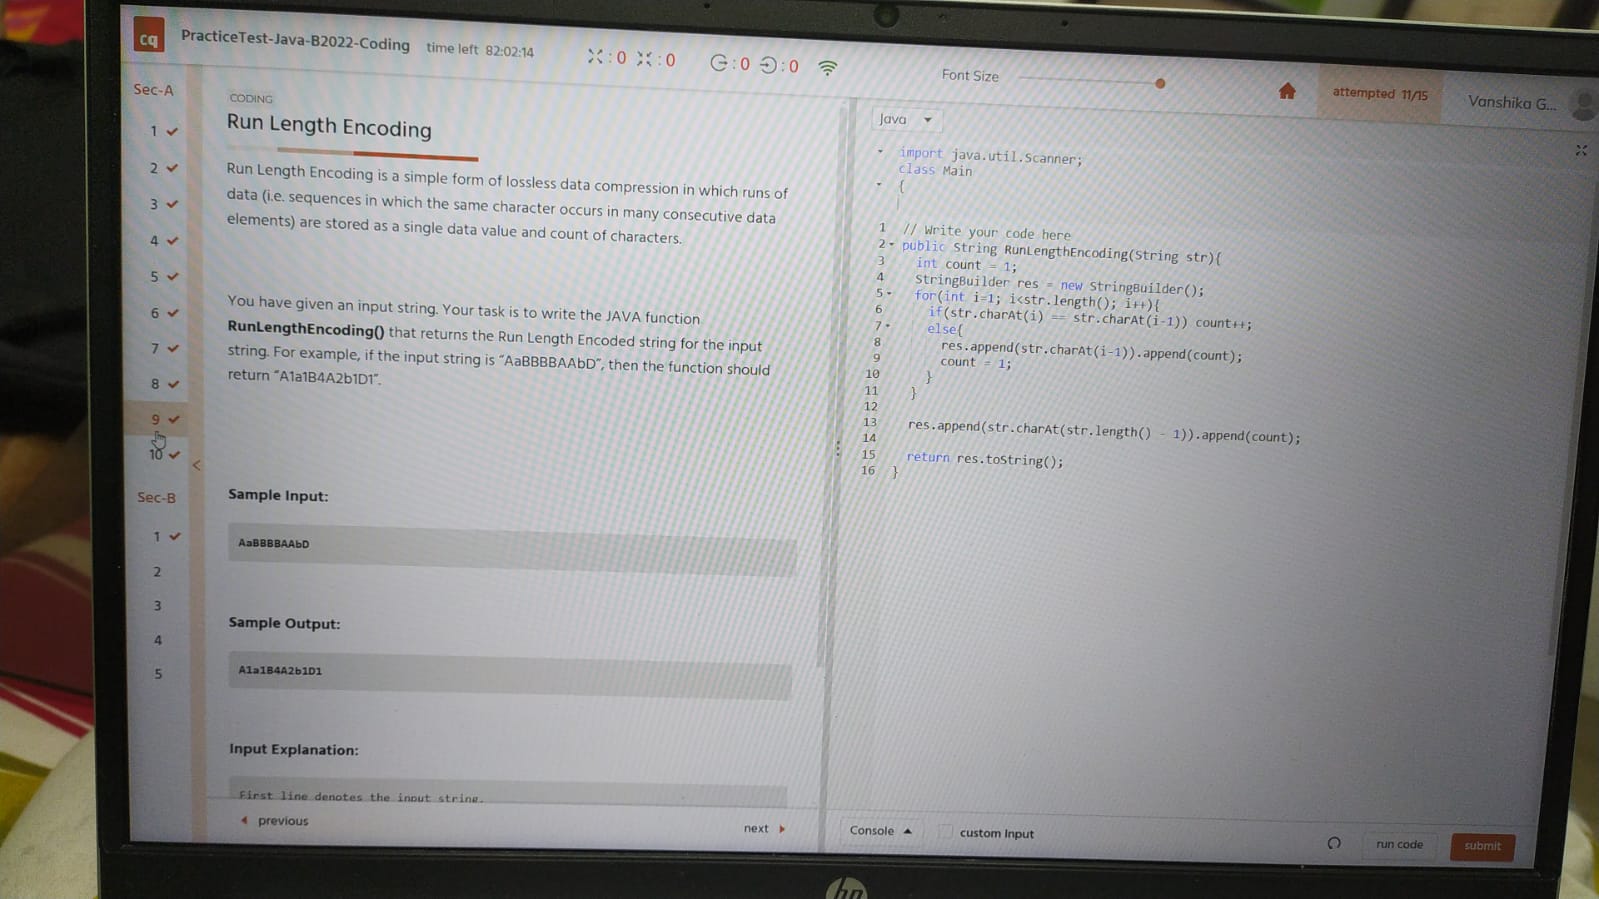 cq PracticeTest-Java-B2022-Coding time left 82:02:14 :0 :0 :0 :0 Font Size attempted 11/15 Vanshika G...
Sec-A
1
2
3
4
5
6
7
8
9
10
Sec-B
1
2
3
4
5
CODING
Run Length Encoding
Run Length Encoding is a simple form of lossless data compression in which runs of
data (i.e. sequences in which the same character occurs in many consecutive data
elements) are stored as a single data value and count of characters.
You have given an input string. Your task is to write the JAVA function
RunLengthEncoding() that returns the Run Length Encoded string for the input
string. For example, if the input string is “AaBBBBAAbD”, then the function should
return “A1a1B4A2b1D1”.
Sample Input:
AaBBBBAAbD
Sample Output:
A1a1B4A2b1D1
Input Explanation:
First line denotes the input string.
previous
next
Java
import java.util.Scanner;
class Main
{
1 // Write your code here
2 public String RunLengthEncoding(String str){
3 int count = 1;
4 StringBuilder res = new StringBuilder();
5 for(int i=1; i<str.length(); i++){
6 if(str.charAt(i) == str.charAt(i-1)) count++;
7 else{
8 res.append(str.charAt(i-1)).append(count);
9 count = 1;
10 }
11 }
12
13 res.append(str.charAt(str.length() - 1)).append(count);
14
15 return res.toString();
16 }
Console custom Input run code submit
hp